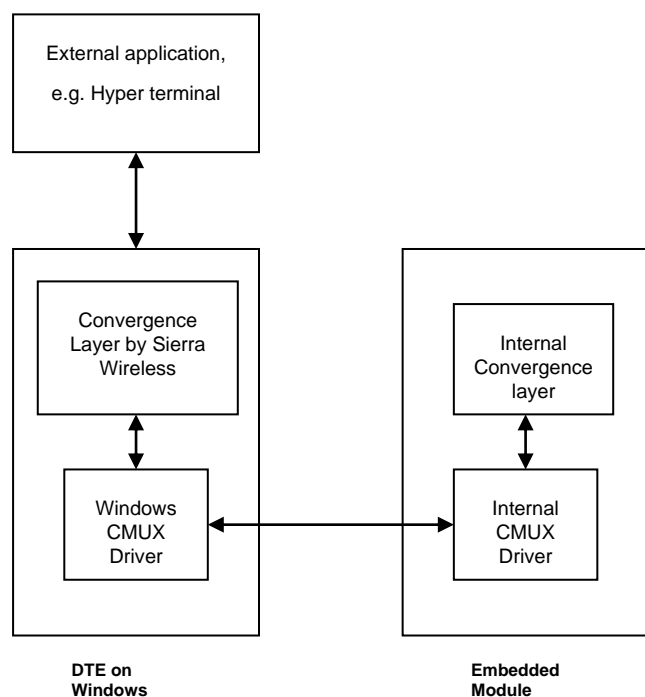 External application,
e.g. Hyper terminal
Convergence
Layer by Sierra
Wireless
Internal
Convergence
layer
Windows
CMUX
Driver
Internal
CMUX
Driver
DTE on
Windows
Embedded
Module